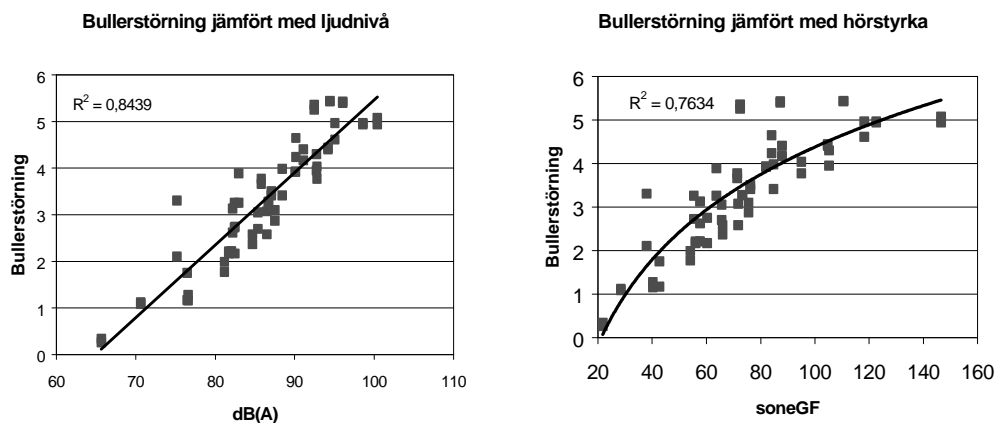 Bullerstörning jämfört med ljudnivå
R² = 0,8439
Bullerstörning
6
5
4
3
2
1
0
60 70 80 90 100 110
dB(A)
Bullerstörning jämfört med hörstyrka
R² = 0,7634
Bullerstörning
6
5
4
3
2
1
0
20 40 60 80 100 120 140 160
soneGF